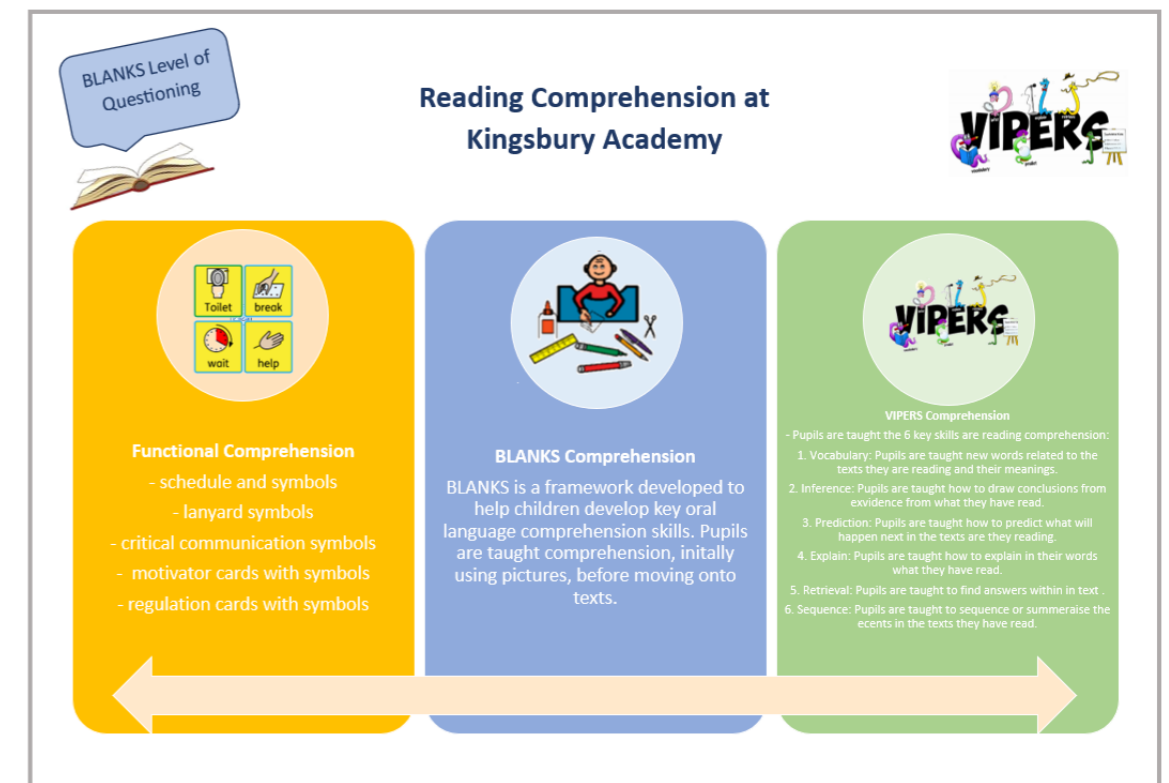 BLANKS Level of
Questioning
Reading Comprehension at
Kingsbury Academy
VIPERS
Toilet
break
wait
help
Functional Comprehension
- schedule and symbols
- lanyard symbols
- critical communication symbols
- motivator cards with symbols
- regulation cards with symbols
BLANKS Comprehension
BLANKS is a framework developed to
help children develop key oral
language comprehension skills. Pupils
are taught comprehension, initally
using pictures, before moving onto
texts.
VIPERS
VIPERS Comprehension
- Pupils are taught the 6 key skills are reading comprehension:
1. Vocabulary: Pupils are taught new words related to the
texts they are reading and their meanings.
2. Inference: Pupils are taught how to draw conclusions from
exvidence from what they have read.
3. Prediction: Pupils are taught how to predict what will
happen next in the texts are they reading.
4. Explain: Pupils are taught how to explain in their words
what they have read.
5. Retrieval: Pupils are taught to find answers within in text .
6. Sequence: Pupils are taught to sequence or summeraise the
ecents in the texts they have read.